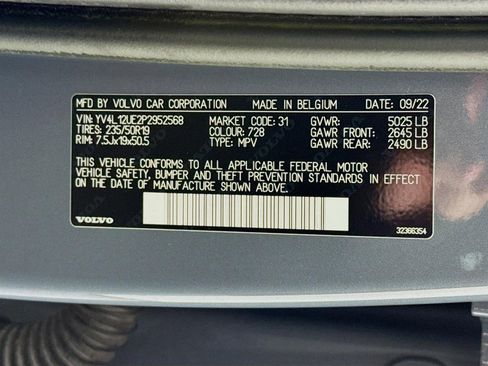 MFD BY VOLVO CAR CORPORATION MADE IN BELGIUM DATE: 09/22
VIN: YV4L12UE2P2952568 MARKET CODE: 31 GVWR: 5025 LB
TIRES: 235/50R19 COLOUR: 728 GAWR FRONT: 2645 LB
RIM: 7.5Jx19x50.5 TYPE: MPV GAWR REAR: 2490 LB
THIS VEHICLE CONFORMS TO ALL APPLICABLE FEDERAL MOTOR
VEHICLE SAFETY, BUMPER AND THEFT PREVENTION STANDARDS IN EFFECT
ON THE DATE OF MANUFACTURE SHOWN ABOVE.
VOLVO 32366354